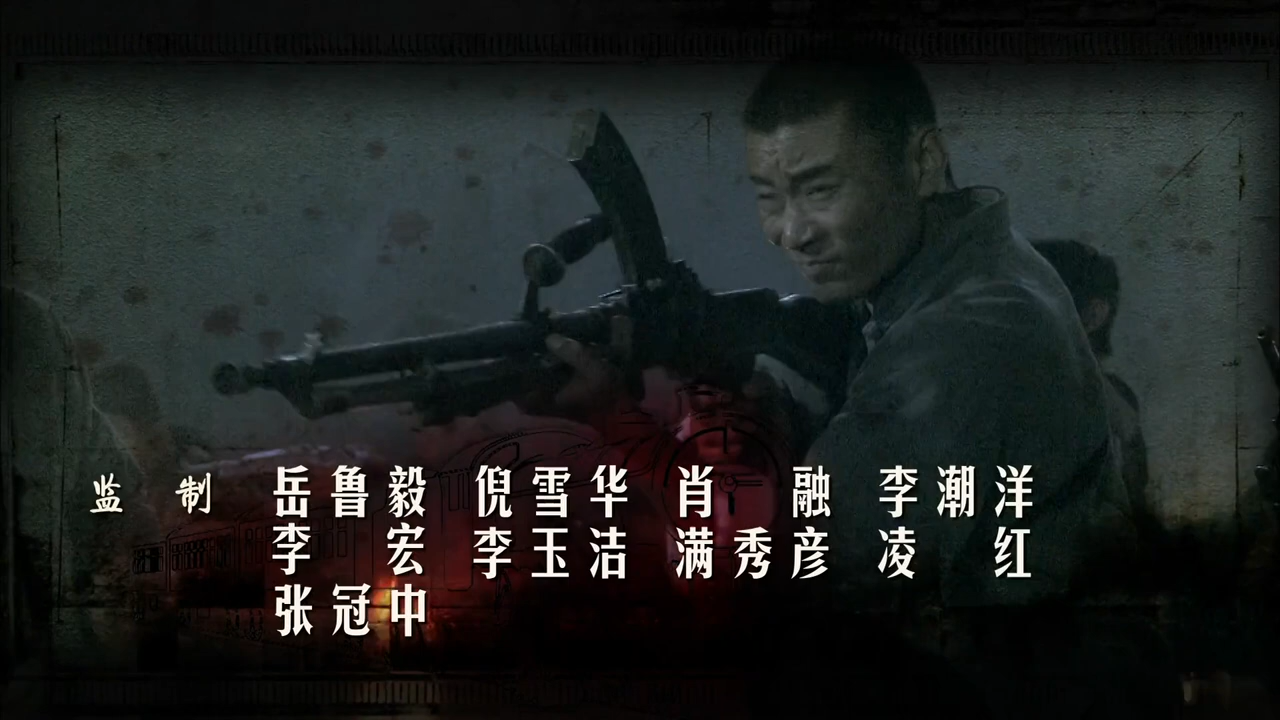 监 制 岳鲁毅 倪雪华 肖 融 李潮洋
李 宏 李玉洁 满秀彦 凌 红
张冠中